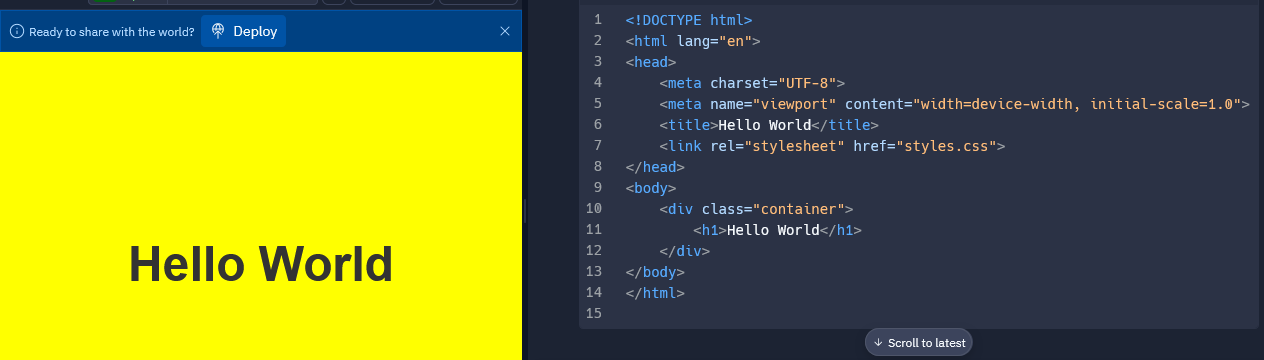 Ready to share with the world? Deploy
Hello World
1 <!DOCTYPE html>
2 <html lang="en">
3 <head>
4     <meta charset="UTF-8">
5     <meta name="viewport" content="width=device-width, initial-scale=1.0">
6     <title>Hello World</title>
7     <link rel="stylesheet" href="styles.css">
8 </head>
9 <body>
10     <div class="container">
11         <h1>Hello World</h1>
12     </div>
13 </body>
14 </html>
15
↓ Scroll to latest